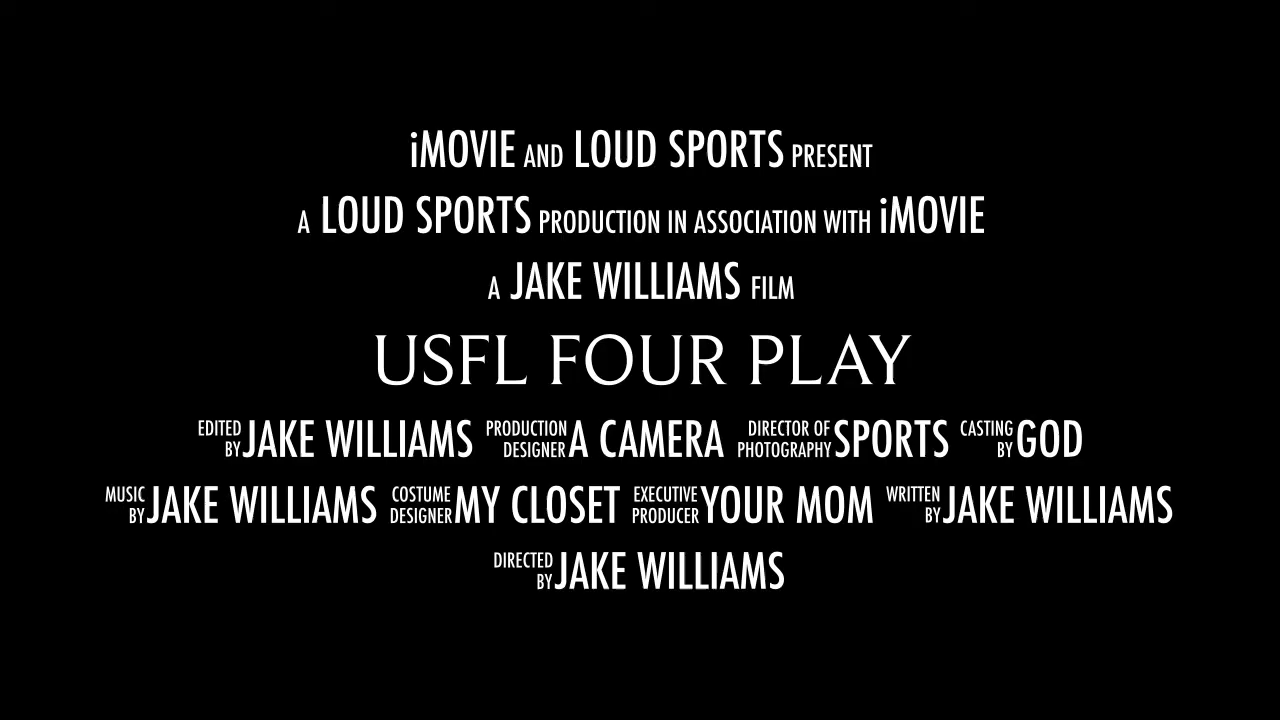 iMOVIE AND LOUD SPORTS PRESENT
A LOUD SPORTS PRODUCTION IN ASSOCIATION WITH iMOVIE
A JAKE WILLIAMS FILM
USFL FOUR PLAY
EDITED BY JAKE WILLIAMS PRODUCTION DESIGNER A CAMERA DIRECTOR OF PHOTOGRAPHY SPORTS CASTING BY GOD
MUSIC BY JAKE WILLIAMS COSTUME DESIGNER MY CLOSET EXECUTIVE PRODUCER YOUR MOM WRITTEN BY JAKE WILLIAMS
DIRECTED BY JAKE WILLIAMS